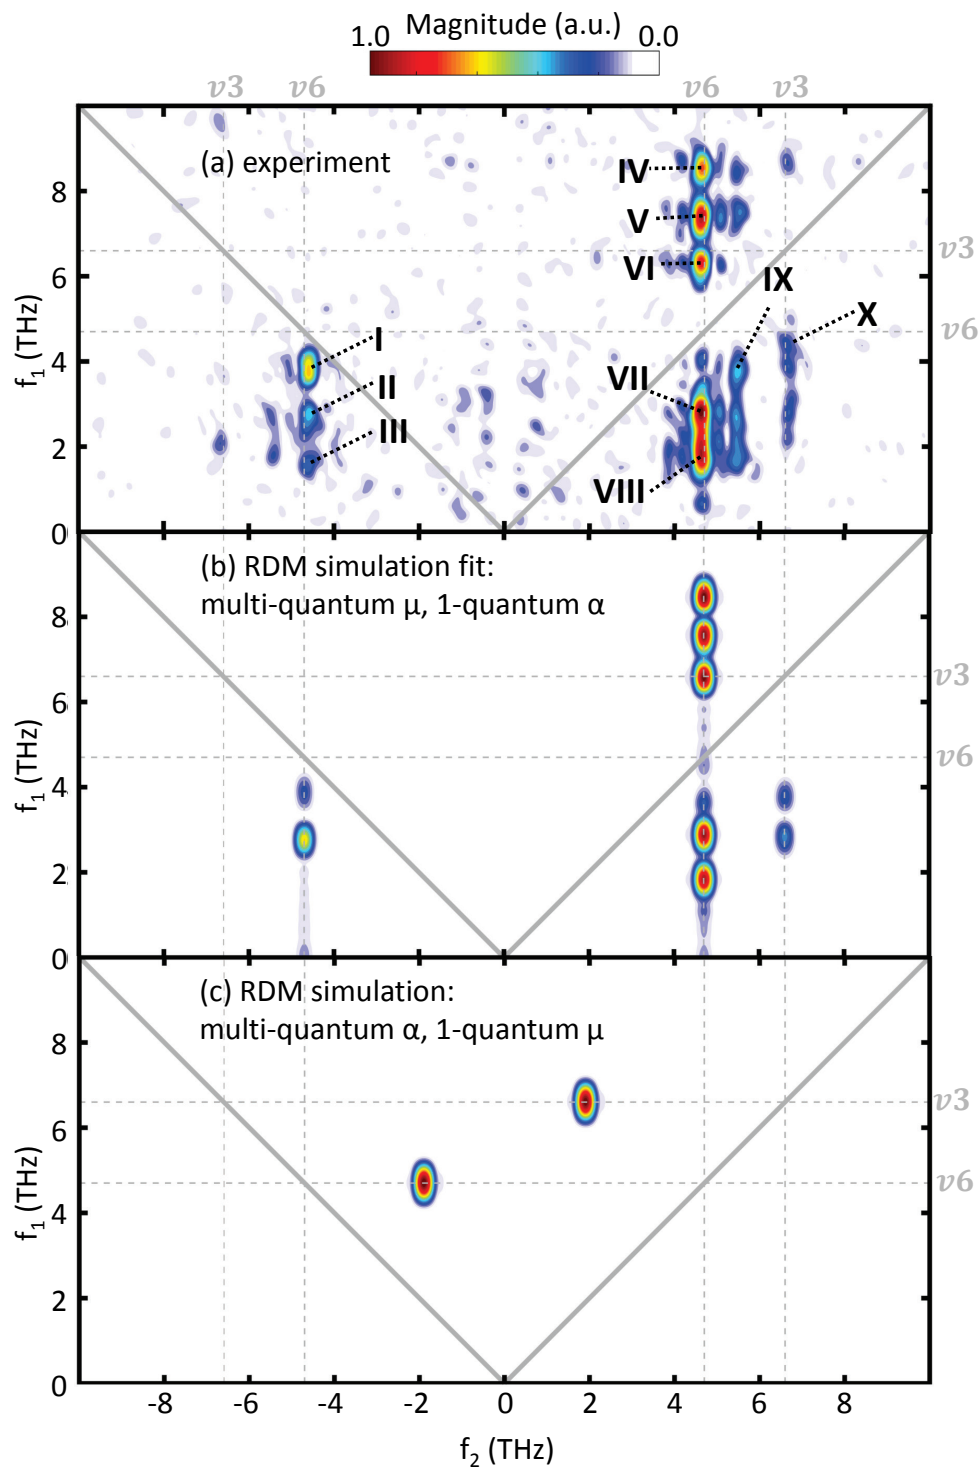 Magnitude (a.u.)
1.0 0.0
v3 v6 v6 v3
(a) experiment
IV
V
VI
IX
X
I
II
III
VII
VIII
v3
v6
8
6
4
2
0
f1 (THz)
(b) RDM simulation fit:
multi-quantum μ, 1-quantum α
v3
v6
8
6
4
2
0
f1 (THz)
(c) RDM simulation:
multi-quantum α, 1-quantum μ
v3
v6
8
6
4
2
0
f1 (THz)
-8 -6 -4 -2 0 2 4 6 8
f2 (THz)